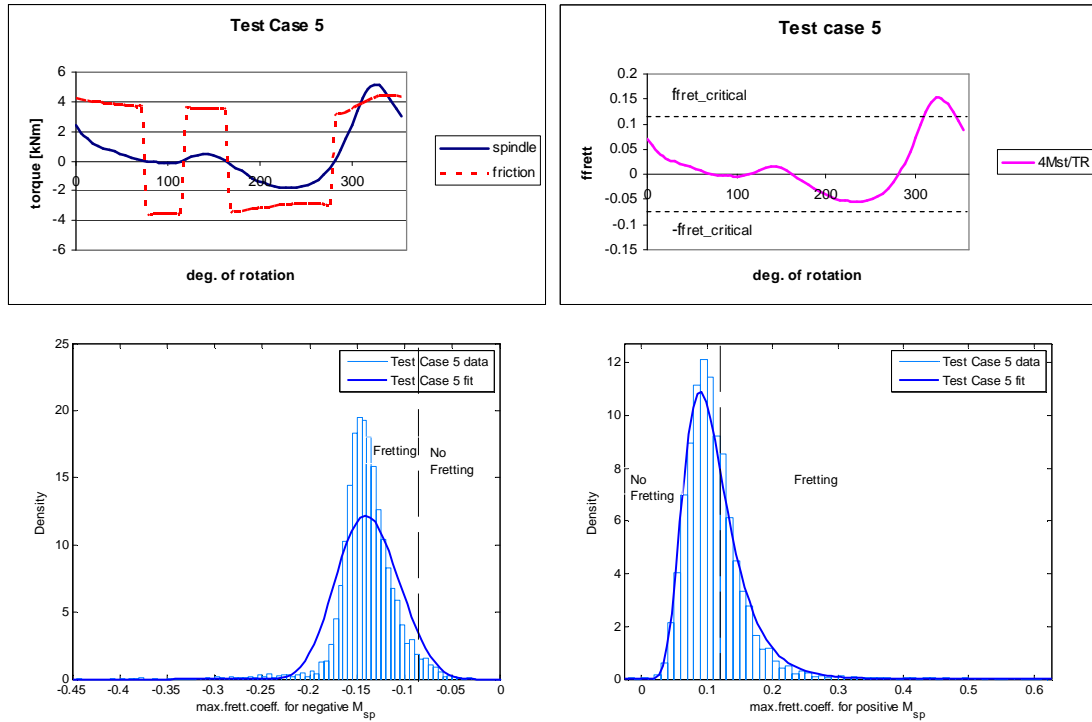 Test Case 5
6
4
2
0
-2
-4
-6
0
100
200
300
torque [kNm]
deg. of rotation
spindle
friction
Test case 5
0.2
0.15
0.1
0.05
0
-0.05
-0.1
-0.15
0
100
200
300
ffrett
ffret_critical
-ffret_critical
deg. of rotation
4Mst/TR
25
20
15
10
5
0
-0.45
-0.4
-0.35
-0.3
-0.25
-0.2
-0.15
-0.1
-0.05
0
Density
Test Case 5 data
Test Case 5 fit
Fretting
No
Fretting
max.frett.coeff. for negative M_sp
12
10
8
6
4
2
0
0
0.1
0.2
0.3
0.4
0.5
0.6
Density
Test Case 5 data
Test Case 5 fit
No
Fretting
Fretting
max.frett.coeff. for positive M_sp